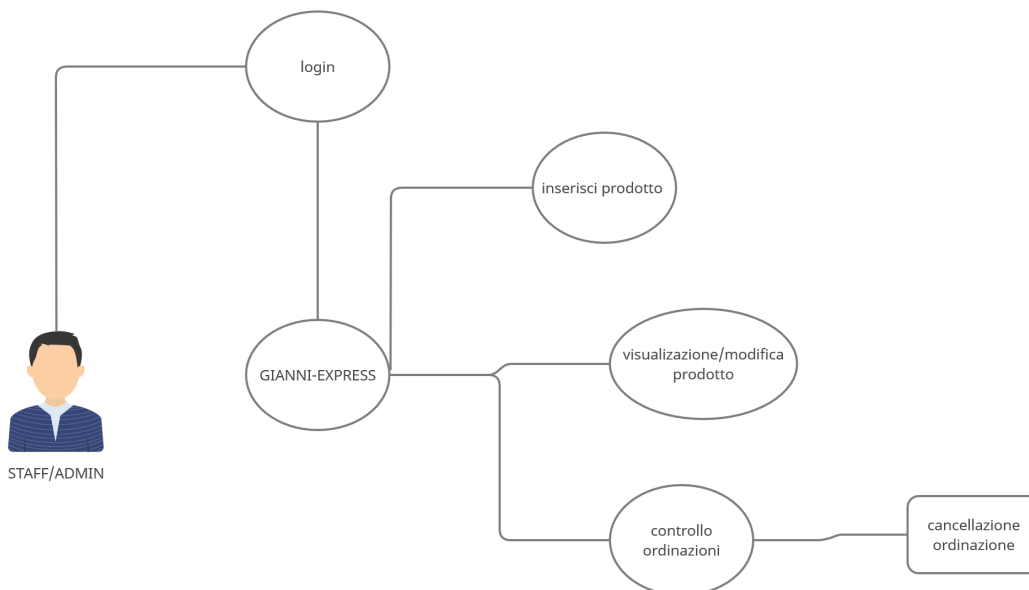 login
inserisci prodotto
GIANNI-EXPRESS
visualizzazione/modifica
prodotto
STAFF/ADMIN
controllo
ordinazioni
cancellazione
ordinazione